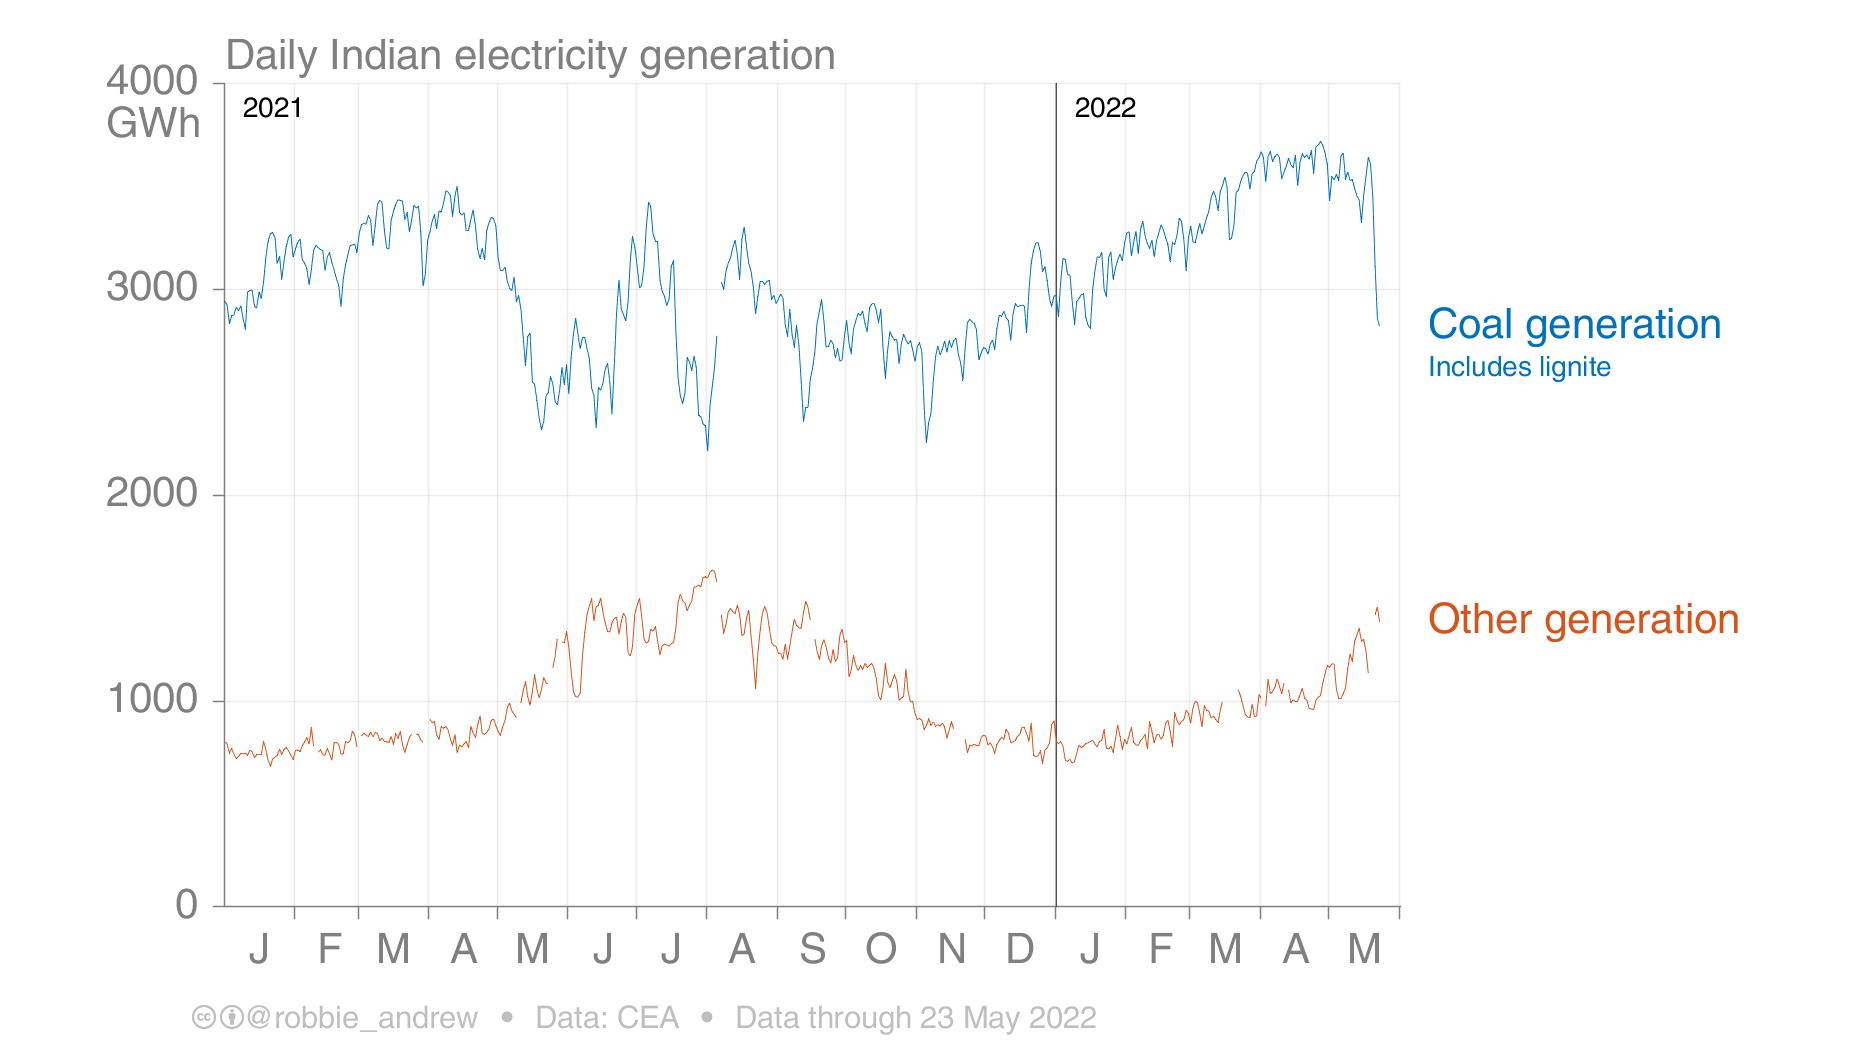 Daily Indian electricity generation
4000
GWh
2021
2022
3000
Coal generation
Includes lignite
2000
Other generation
1000
0
J F M A M J J A S O N D J F M A M
@robbie_andrew • Data: CEA • Data through 23 May 2022